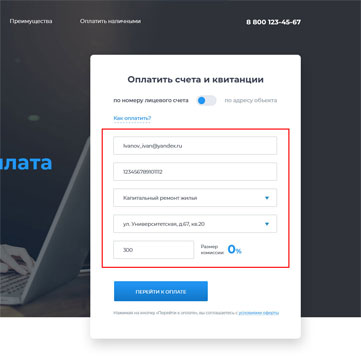 Преимущества Оплатить наличными 8 800 123-45-67
Оплатить счета и квитанции
по номеру лицевого счета по адресу объекта
Как оплатить?
Ivanov_ivan@yandex.ru
лата
123456789101112
Капитальный ремонт жилья
ул. Университетская, д.67, кв.20
300 Размер комиссии: 0%
ПЕРЕЙТИ К ОПЛАТЕ
Нажимая на кнопку «Перейти к оплате», вы соглашаетесь с условиями оферты.